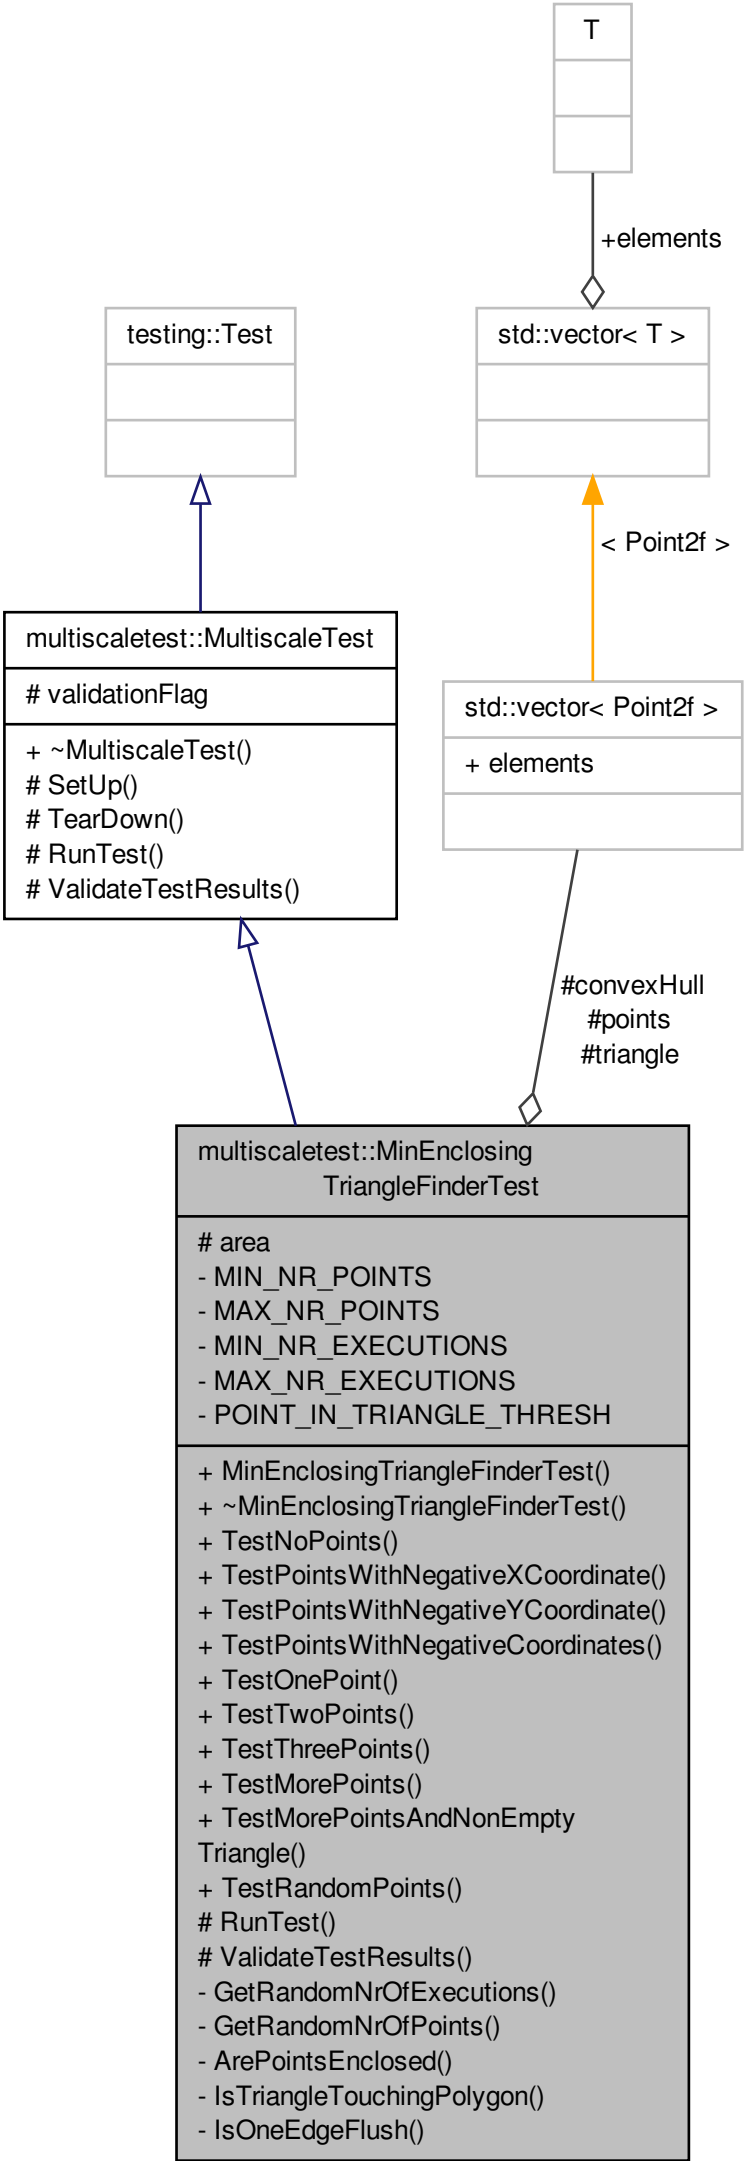 T
+elements
testing::Test
std::vector< T >
< Point2f >
multiscaletest::MultiscaleTest
# validationFlag
+ ~MultiscaleTest()
# SetUp()
# TearDown()
# RunTest()
# ValidateTestResults()
std::vector< Point2f >
+ elements
#convexHull
#points
#triangle
multiscaletest::MinEnclosing
TriangleFinderTest
# area
- MIN_NR_POINTS
- MAX_NR_POINTS
- MIN_NR_EXECUTIONS
- MAX_NR_EXECUTIONS
- POINT_IN_TRIANGLE_THRESH
+ MinEnclosingTriangleFinderTest()
+ ~MinEnclosingTriangleFinderTest()
+ TestNoPoints()
+ TestPointsWithNegativeXCoordinate()
+ TestPointsWithNegativeYCoordinate()
+ TestPointsWithNegativeCoordinates()
+ TestOnePoint()
+ TestTwoPoints()
+ TestThreePoints()
+ TestMorePoints()
+ TestMorePointsAndNonEmpty
Triangle()
+ TestRandomPoints()
# RunTest()
# ValidateTestResults()
- GetRandomNrOfExecutions()
- GetRandomNrOfPoints()
- ArePointsEnclosed()
- IsTriangleTouchingPolygon()
- IsOneEdgeFlush()